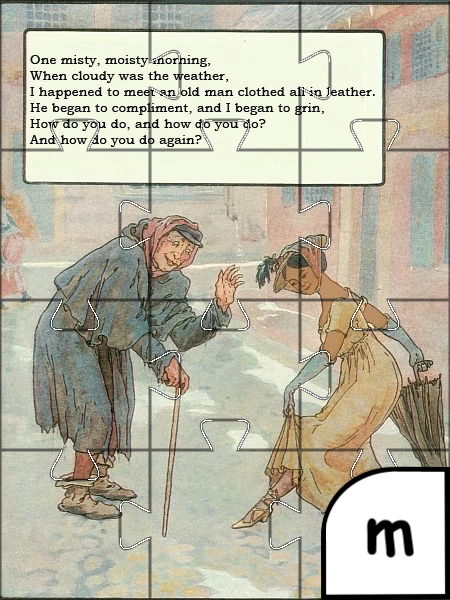 One misty, moisty morning,
When cloudy was the weather,
I happened to meet an old man clothed all in leather.
He began to compliment, and I began to grin,
How do you do, and how do you do?
And how do you do again?
m